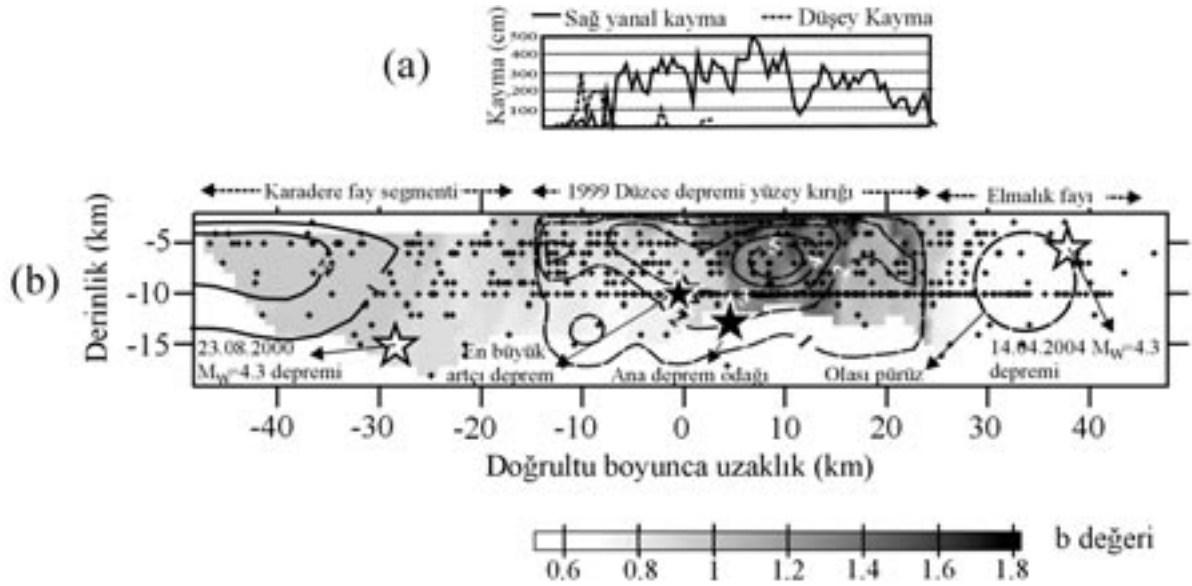 Sağ yanal kayma Düşey Kayma
(a)
Kayma (cm)
500
400
300
200
100
Karadere fay segmenti 1999 Düzce depremi yüzey kırığı Elmalık fayı
(b)
Derinlik (km)
-5
-10
-15
23.08.2000
M_W=4.3 depremi
En büyük
artçı deprem
Ana deprem odağı
Olası pürüz
14.04.2004 M_W=4.3
depremi
-40 -30 -20 -10 0 10 20 30 40
Doğrultu boyunca uzaklık (km)
0.6 0.8 1 1.2 1.4 1.6 1.8
b değeri